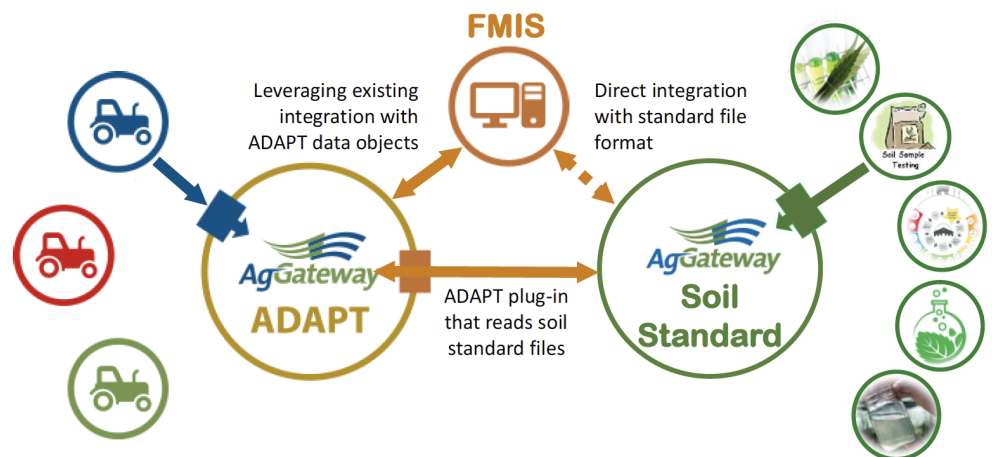 FMIS
Leveraging existing
integration with
ADAPT data objects
Direct integration
with standard file
format
Soil Sample
Testing
AgGateway
ADAPT
ADAPT plug-in
that reads soil
standard files
AgGateway
Soil
Standard